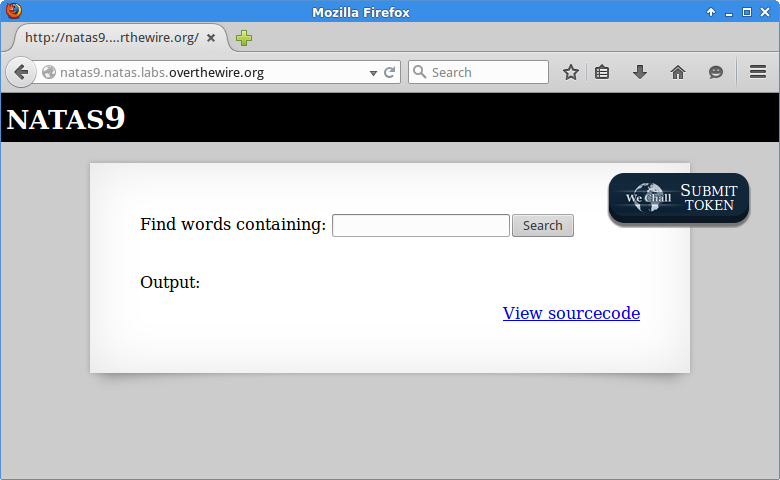 Mozilla Firefox
http://natas9....rthewire.org/
natas9.natas.labs.overthewire.org
Search
NATAS9
We Chall
SUBMIT
TOKEN
Find words containing:
Search
Output:
View sourcecode